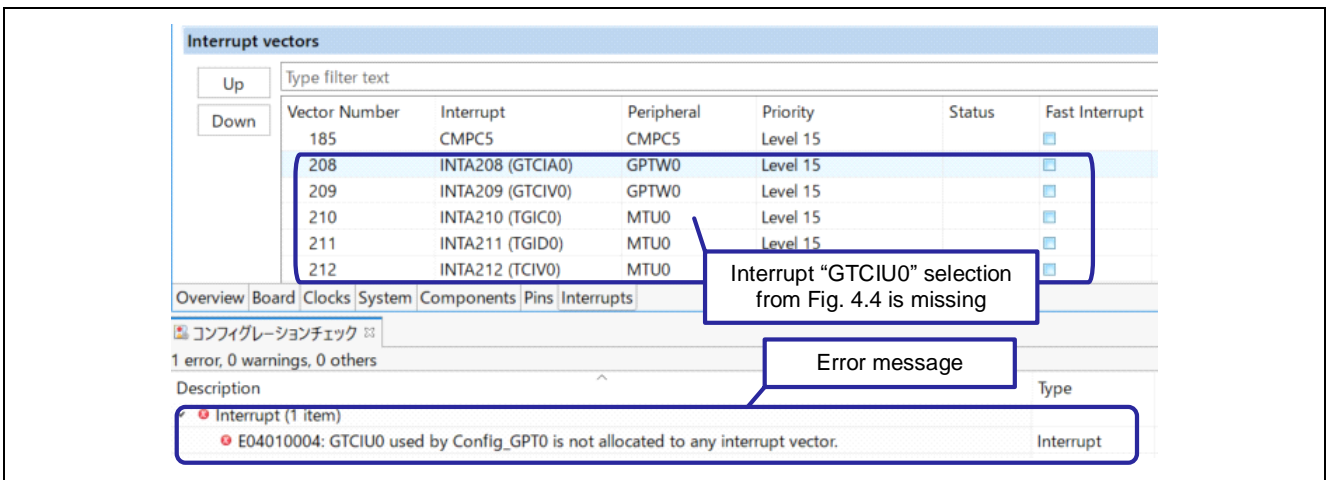 Interrupt vectors
Up
Down
Type filter text
Vector Number Interrupt Peripheral Priority Status Fast Interrupt
185 CMPC5 CMPC5 Level 15
208 INTA208 (GTCIA0) GPTW0 Level 15
209 INTA209 (GTCIV0) GPTW0 Level 15
210 INTA210 (TGIC0) MTU0 Level 15
211 INTA211 (TGID0) MTU0 Level 15
212 INTA212 (TCIV0) MTU0
Interrupt “GTCIU0” selection
from Fig. 4.4 is missing
Overview Board Clocks System Components Pins Interrupts
コンフィグレーションチェック
1 error, 0 warnings, 0 others
Error message
Description Type
Interrupt (1 item)
E04010004: GTCIU0 used by Config_GPT0 is not allocated to any interrupt vector. Interrupt